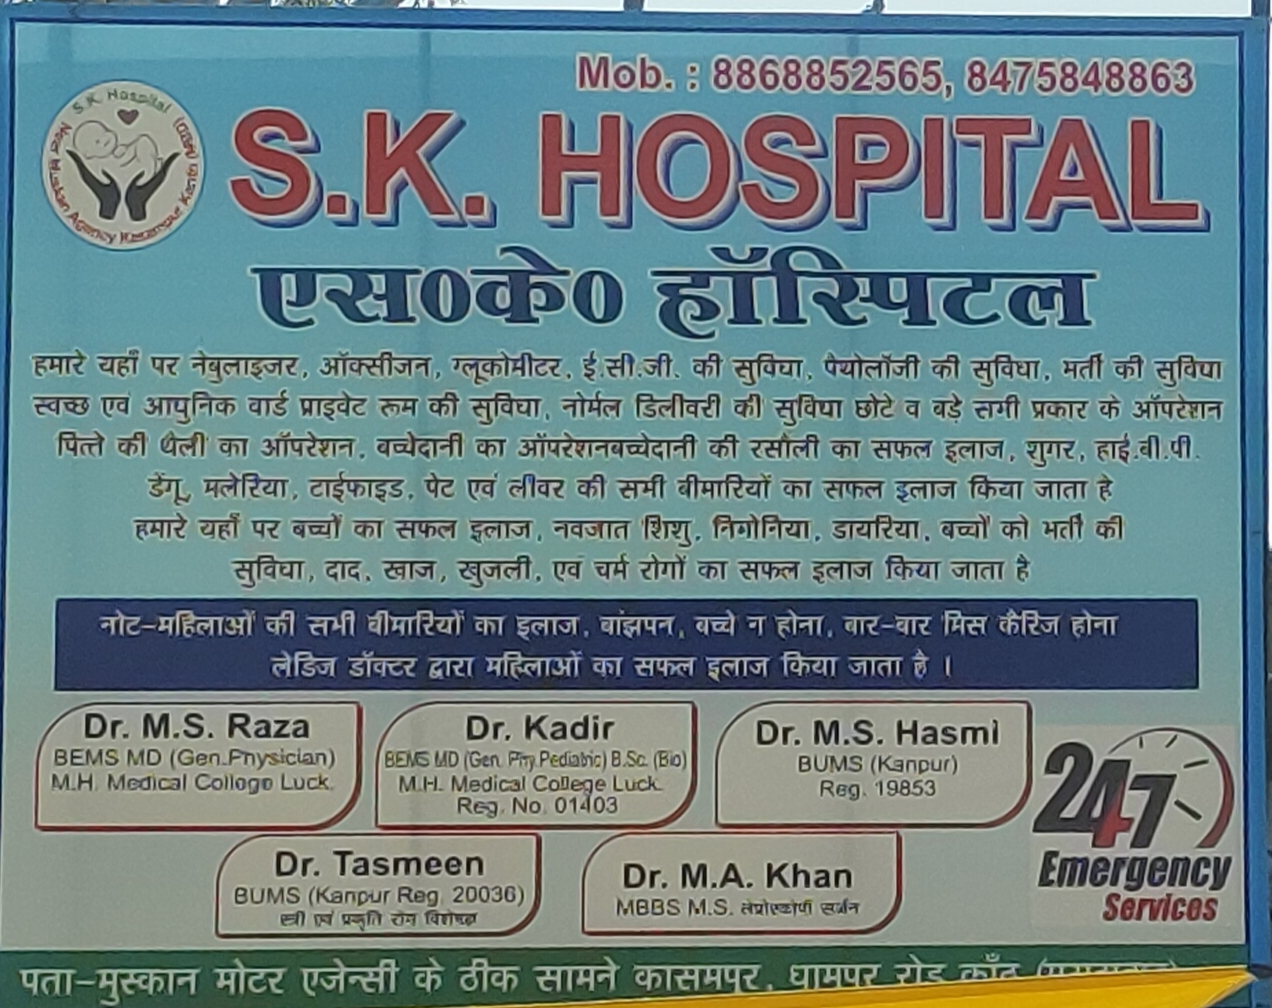 Mob. : 8868852565, 8475848863
S.K. Hospital
Near Muskan Agency Kasampur Kanth (MBD)
S.K. HOSPITAL
एस०के० हॉस्पिटल
हमारे यहाँ पर नेबुलाइजर, ऑक्सीजन, ग्लूकोमीटर, ई.सी.जी. की सुविधा, पैथोलॉजी की सुविधा, भर्ती की सुविधा
स्वच्छ एवं आधुनिक वार्ड प्राइवेट रूम की सुविधा, नोर्मल डिलीवरी की सुविधा छोटे व बड़े सभी प्रकार के ऑपरेशन
पित्ते की थैली का ऑपरेशन, बच्चेदानी का ऑपरेशनबच्चेदानी की रसौली का सफल इलाज, शुगर, हाई.बी.पी.
डेंगू, मलेरिया, टाईफाइड, पेट एवं लीवर की सभी बीमारियों का सफल इलाज किया जाता है
हमारे यहाँ पर बच्चों का सफल इलाज, नवजात शिशु, निमोनिया, डायरिया, बच्चों को भर्ती की
सुविधा, दाद, खाज, खुजली, एवं चर्म रोगों का सफल इलाज किया जाता है
नोट-महिलाओं की सभी बीमारियों का इलाज, बांझपन, बच्चे न होना, बार-बार मिस कैरिज होना
लेडिज डॉक्टर द्वारा महिलाओं का सफल इलाज किया जाता है ।
Dr. M.S. Raza
BEMS MD (Gen.Physician)
M.H. Medical College Luck.
Dr. Kadir
BEMS MD (Gen. Phy.Pediatric) B.Sc. (Bio)
M.H. Medical College Luck.
Reg. No. 01403
Dr. M.S. Hasmi
BUMS (Kanpur)
Reg. 19853
24 7
Emergency
Services
Dr. Tasmeen
BUMS (Kanpur Reg. 20036)
स्त्री एवं प्रसूति रोग विशेषज्ञ
Dr. M.A. Khan
MBBS M.S. लेप्रोस्कोपी सर्जन
पता-मुस्कान मोटर एजेन्सी के ठीक सामने कासमपुर, धामपुर रोड काँठ